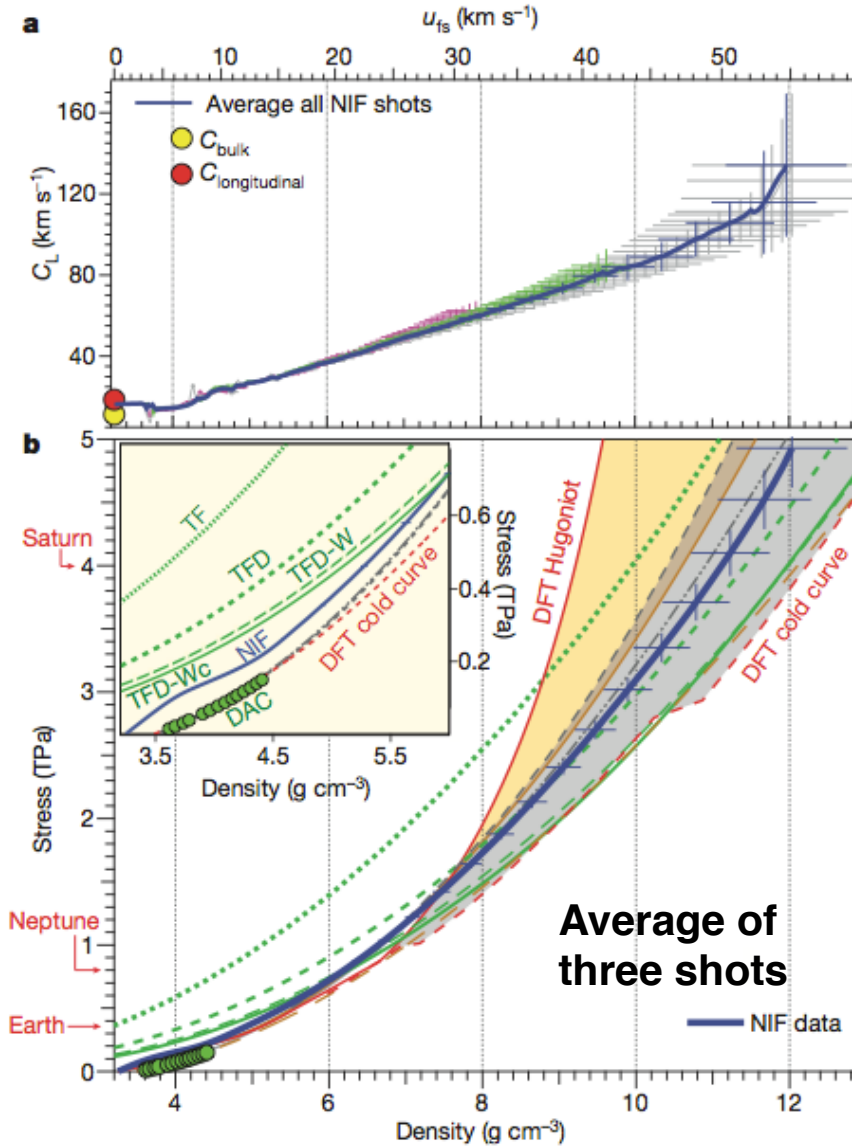 a
u_fs (km s⁻¹)
0 10 20 30 40 50
160
120
80
40
C_L (km s⁻¹)
Average all NIF shots
C_bulk
C_longitudinal
b
5
4
3
2
1
0
Stress (TPa)
Saturn
Neptune
Earth
TF
TFD
TFD-W
NIF
TFD-Wc
DAC
DFT cold curve
0.6
0.4
0.2
Stress (TPa)
3.5 4.5 5.5
Density (g cm⁻³)
DFT Hugoniot
DFT cold curve
Average of
three shots
NIF data
4 6 8 10 12
Density (g cm⁻³)